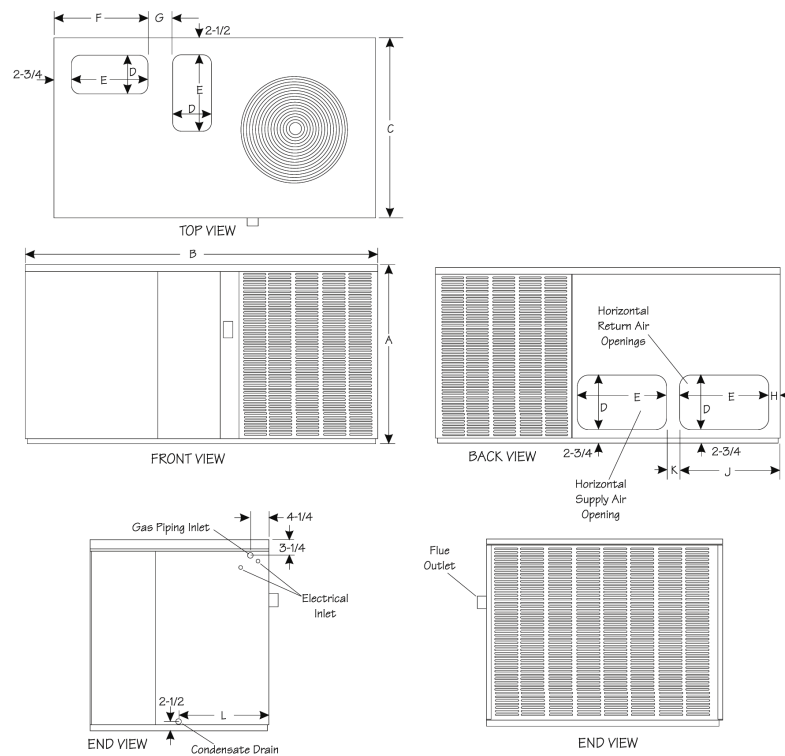 F
G
2-1/2
2-3/4
E
D
E
D
C
TOP VIEW
B
A
FRONT VIEW
Horizontal
Return Air
Openings
D
E
D
E
H
2-3/4
K
2-3/4
J
BACK VIEW
Horizontal
Supply Air
Opening
4-1/4
Gas Piping Inlet
3-1/4
Electrical
Inlet
2-1/2
L
END VIEW
Condensate Drain
Flue
Outlet
END VIEW